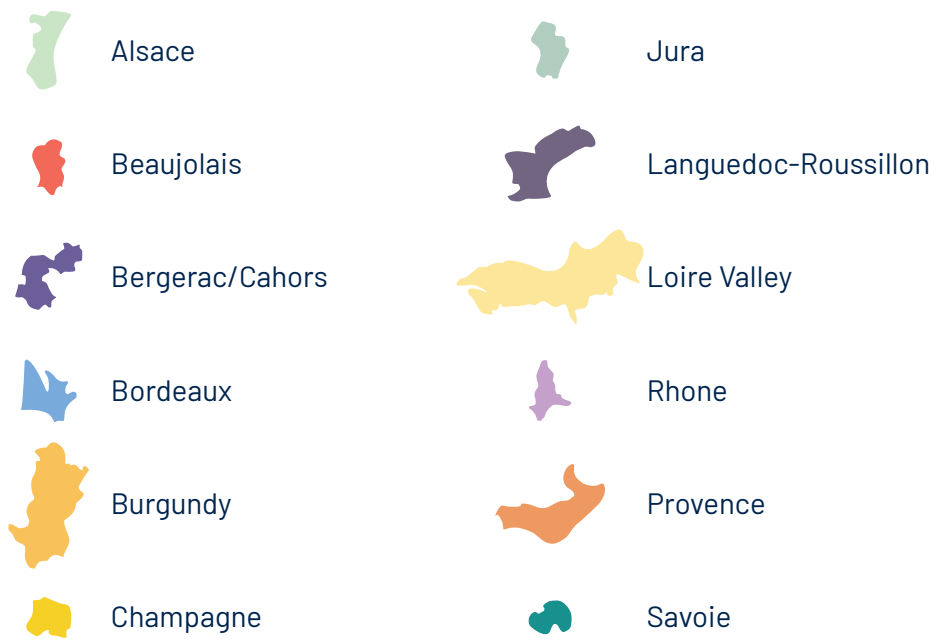 Alsace
Beaujolais
Bergerac/Cahors
Bordeaux
Burgundy
Champagne
Jura
Languedoc-Roussillon
Loire Valley
Rhone
Provence
Savoie